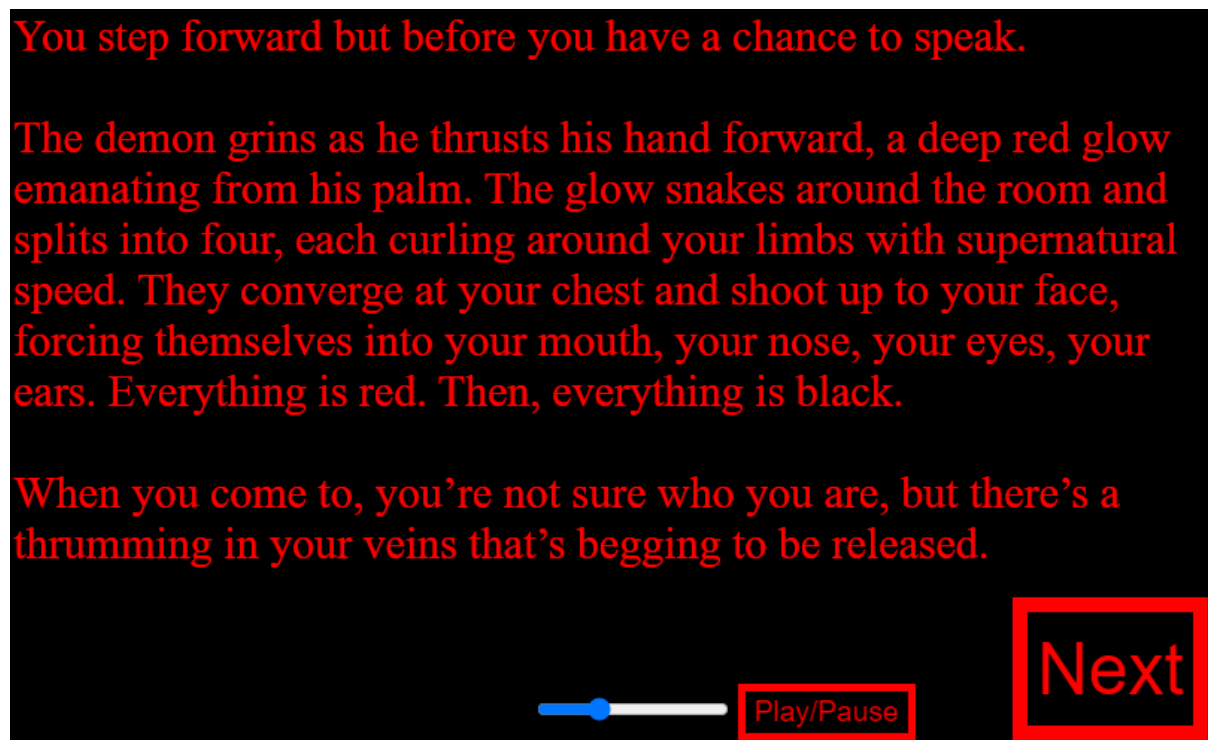 You step forward but before you have a chance to speak.
The demon grins as he thrusts his hand forward, a deep red glow
emanating from his palm. The glow snakes around the room and
splits into four, each curling around your limbs with supernatural
speed. They converge at your chest and shoot up to your face,
forcing themselves into your mouth, your nose, your eyes, your
ears. Everything is red. Then, everything is black.
When you come to, you’re not sure who you are, but there’s a
thrumming in your veins that’s begging to be released.
Next
Play/Pause